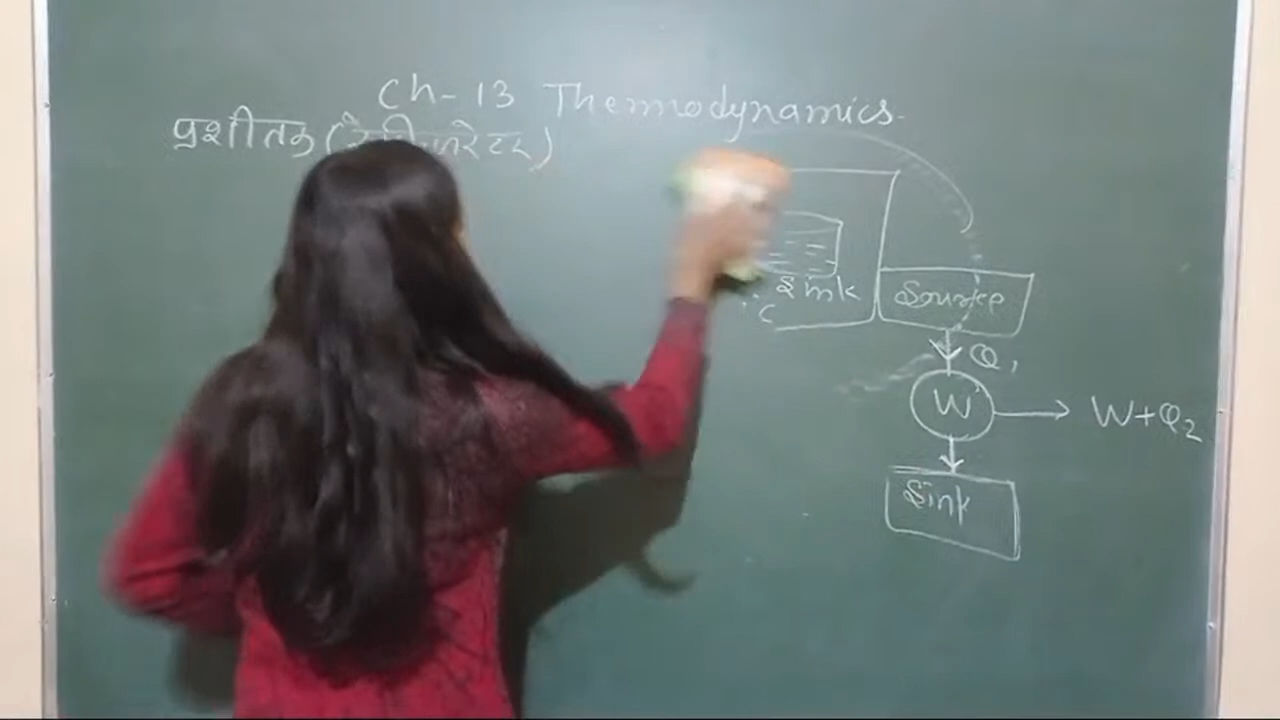 Ch-13 Thermodynamics.
प्रशीतक (
Sink
°C
Source
Q₁
W
W+Q₂
Sink